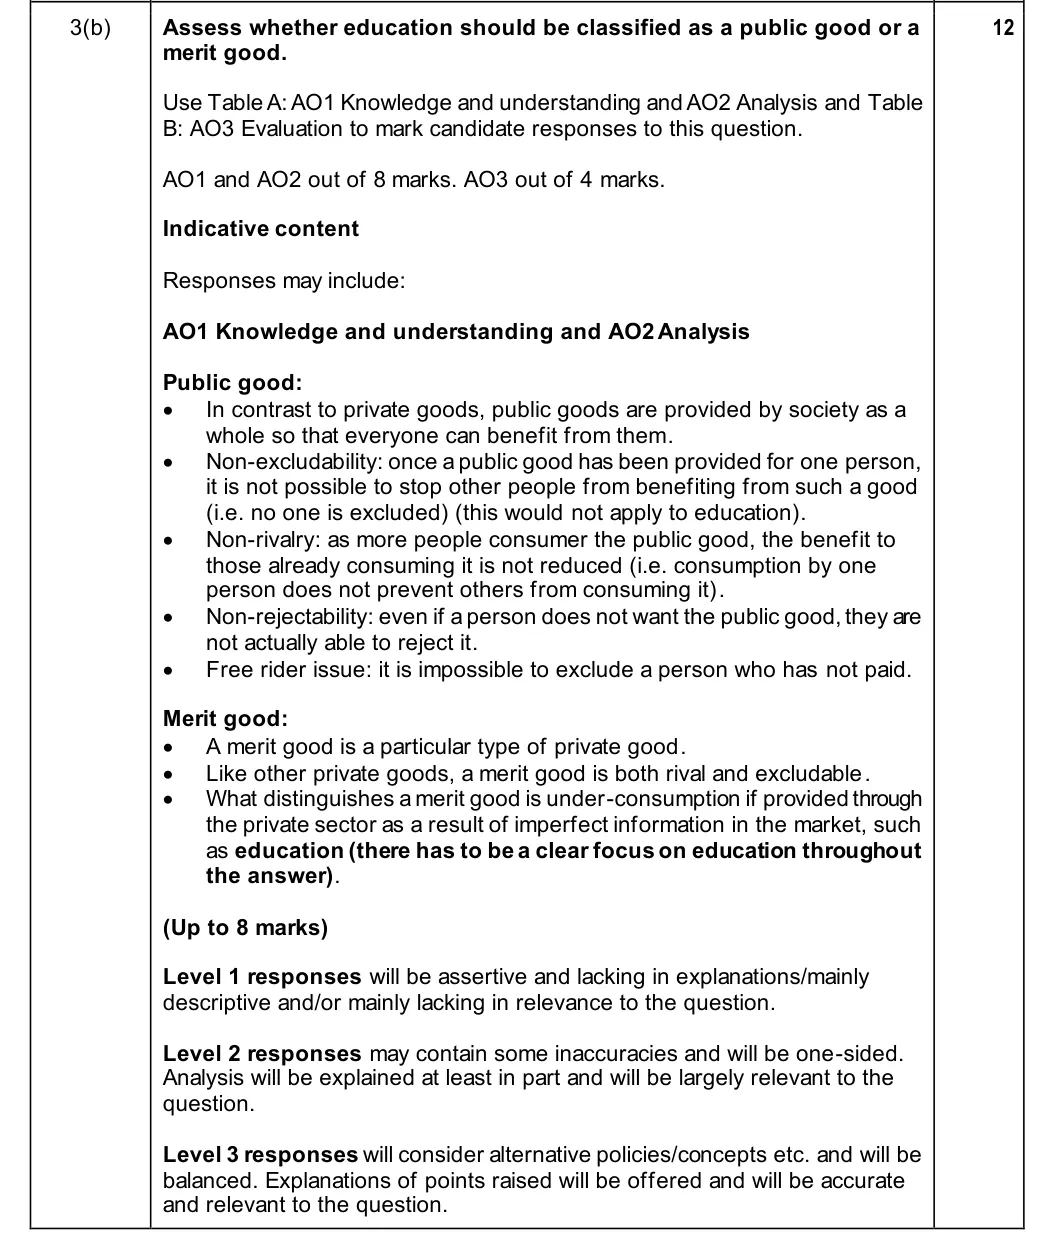 3(b)
Assess whether education should be classified as a public good or a
merit good.
12
Use Table A: AO1 Knowledge and understanding and AO2 Analysis and Table
B: AO3 Evaluation to mark candidate responses to this question.
AO1 and AO2 out of 8 marks. AO3 out of 4 marks.
Indicative content
Responses may include:
AO1 Knowledge and understanding and AO2 Analysis
Public good:
• In contrast to private goods, public goods are provided by society as a
whole so that everyone can benefit from them.
• Non-excludability: once a public good has been provided for one person,
it is not possible to stop other people from benefiting from such a good
(i.e. no one is excluded) (this would not apply to education).
• Non-rivalry: as more people consumer the public good, the benefit to
those already consuming it is not reduced (i.e. consumption by one
person does not prevent others from consuming it).
• Non-rejectability: even if a person does not want the public good, they are
not actually able to reject it.
• Free rider issue: it is impossible to exclude a person who has not paid.
Merit good:
• A merit good is a particular type of private good.
• Like other private goods, a merit good is both rival and excludable.
• What distinguishes a merit good is under-consumption if provided through
the private sector as a result of imperfect information in the market, such
as education (there has to be a clear focus on education throughout
the answer).
(Up to 8 marks)
Level 1 responses will be assertive and lacking in explanations/mainly
descriptive and/or mainly lacking in relevance to the question.
Level 2 responses may contain some inaccuracies and will be one-sided.
Analysis will be explained at least in part and will be largely relevant to the
question.
Level 3 responses will consider alternative policies/concepts etc. and will be
balanced. Explanations of points raised will be offered and will be accurate
and relevant to the question.